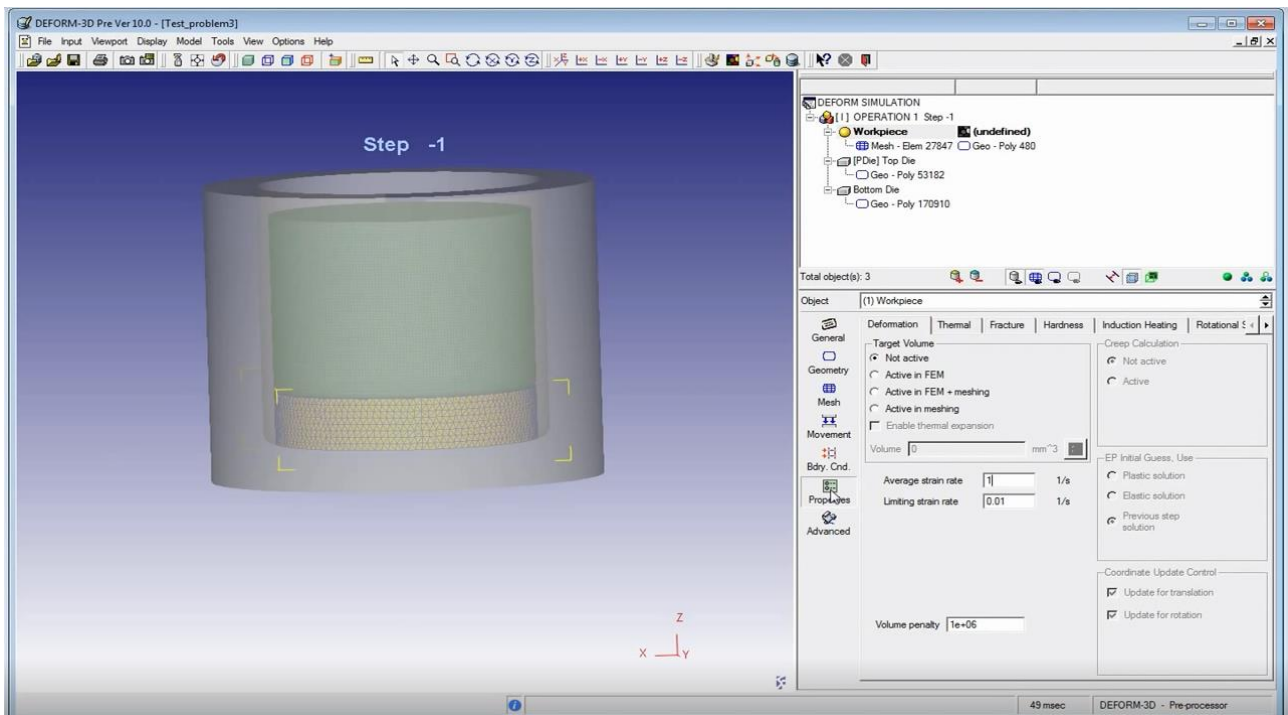 DEFORM-3D Pre Ver 10.0 - [Test_problem3]
File Input Viewport Display Model Tools View Options Help
Step -1
DEFORM SIMULATION
[1] OPERATION 1 Step -1
Workpiece (undefined)
Mesh - Elem 27847 Geo - Poly 480
[PDie] Top Die
Geo - Poly 53182
Bottom Die
Geo - Poly 170910
Total object(s): 3
Object (1) Workpiece
General
Geometry
Mesh
Movement
Bdry. Cnd.
Advanced
Deformation Thermal Fracture Hardness Induction Heating Rotational S
Target Volume
Not active
Active in FEM
Active in FEM + meshing
Active in meshing
Enable thermal expansion
Volume 0 mm^3
Average strain rate 1 1/s
Limiting strain rate 0.01 1/s
Volume penalty 1e+06
Creep Calculation
Not active
Active
EP Initial Guess, Use
Plastic solution
Elastic solution
Previous step
solution
Coordinate Update Control
Update for translation
Update for rotation
Z
X Y
49 msec DEFORM-3D - Pre-processor